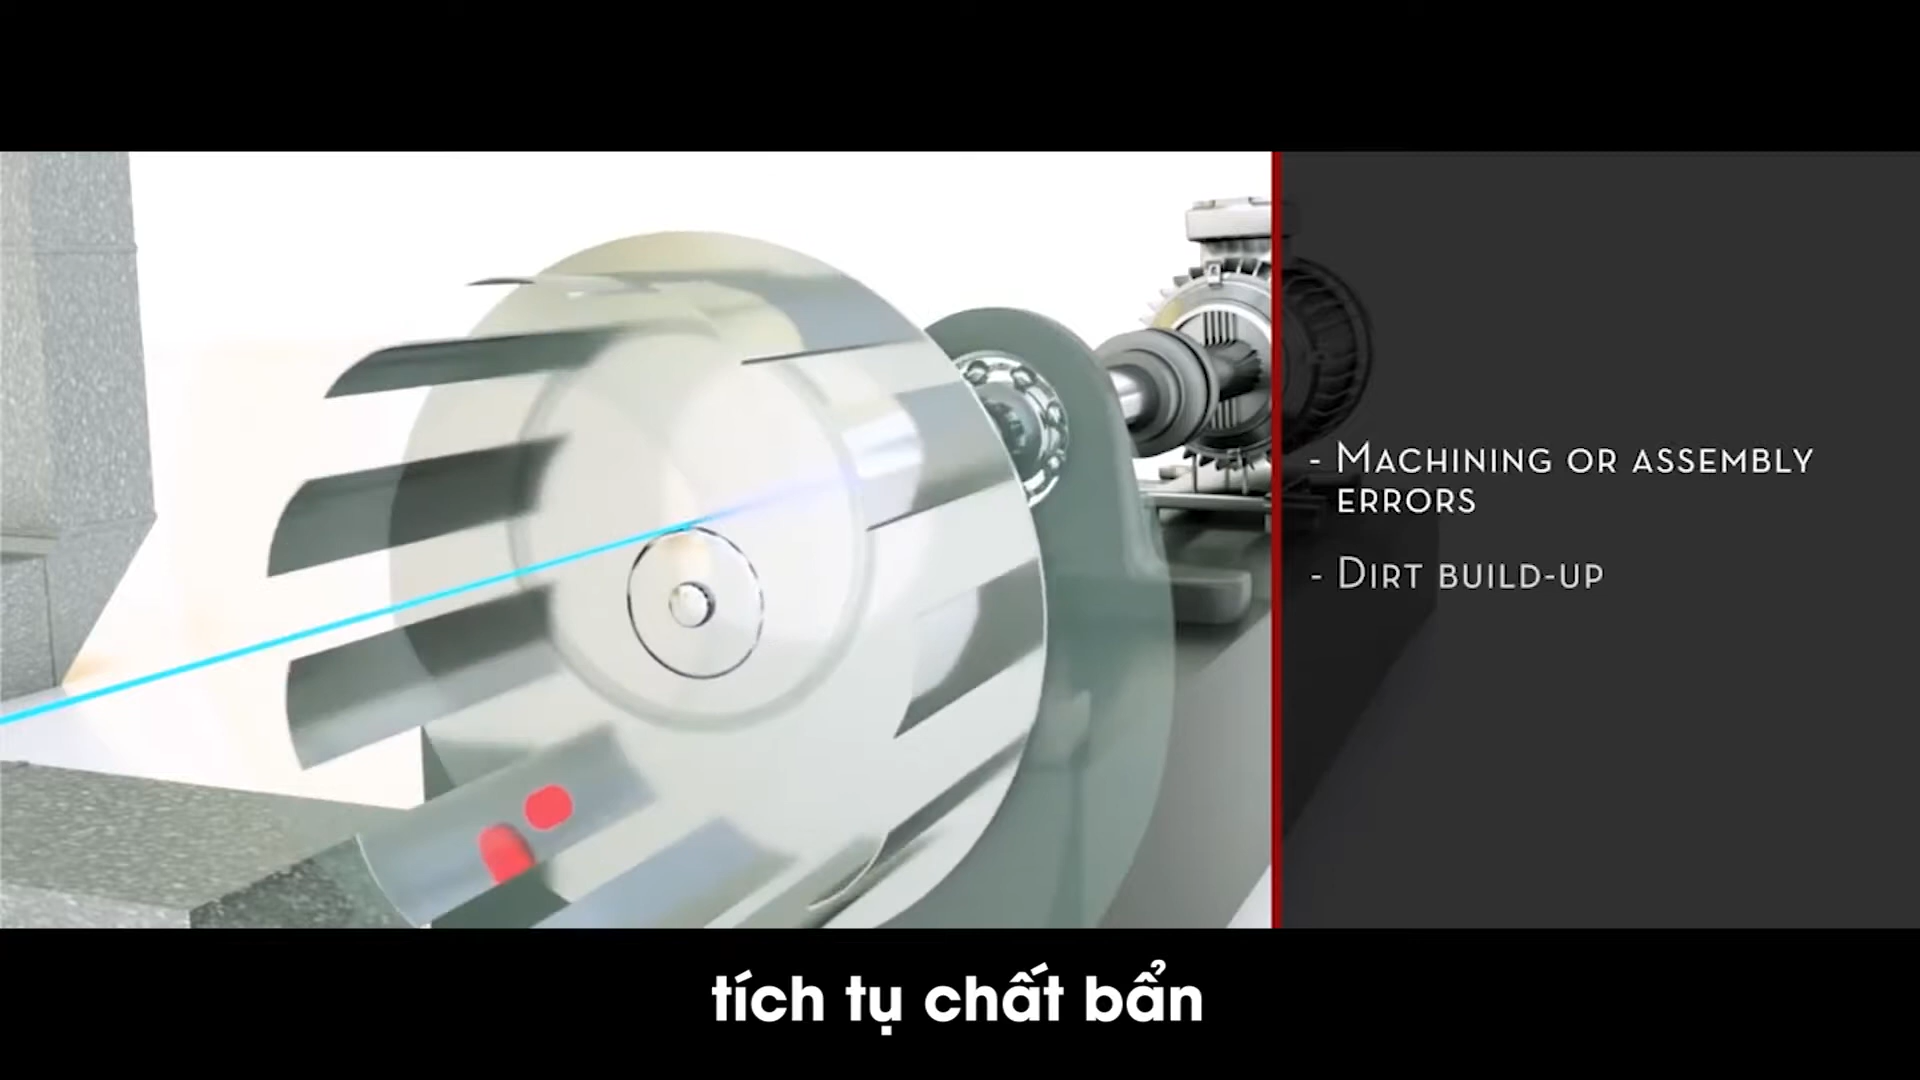 - Machining or assembly
errors
- Dirt build-up
tích tụ chất bẩn